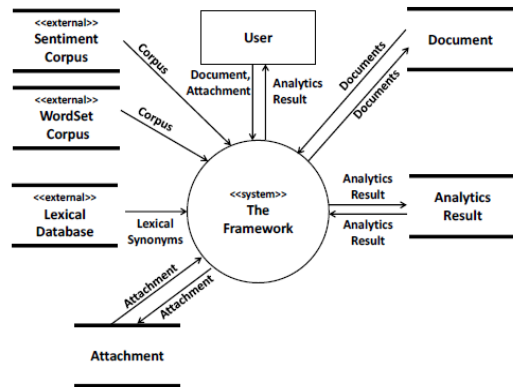 <<external>>
Sentiment
Corpus
Corpus
User
Document
Document,
Attachment
Analytics
Result
Documents
Documents
<<external>>
WordSet
Corpus
Corpus
<<system>>
The
Framework
<<external>>
Lexical
Database
Lexical
Synonyms
Analytics
Result
Analytics
Result
Analytics
Result
Attachment
Attachment
Attachment